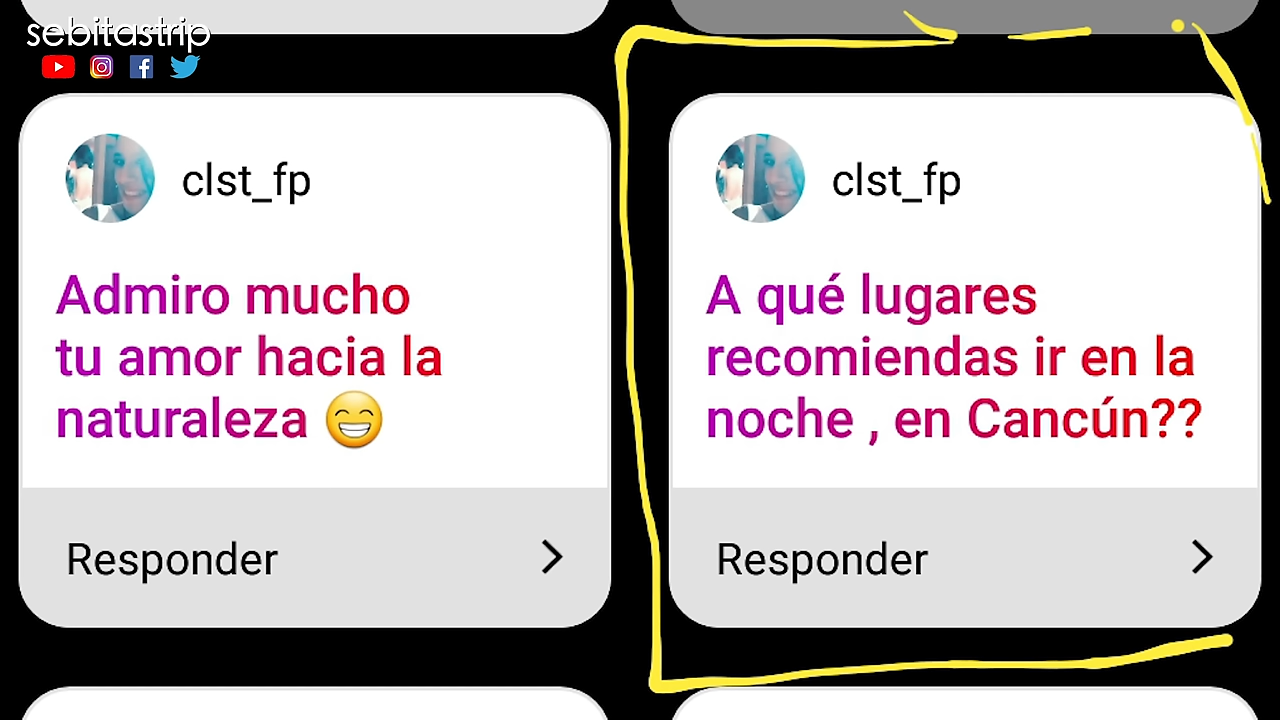 sebitastrip
clst_fp
Admiro mucho
tu amor hacia la
naturaleza 😁
Responder
clst_fp
A qué lugares
recomiendas ir en la
noche , en Cancún??
Responder